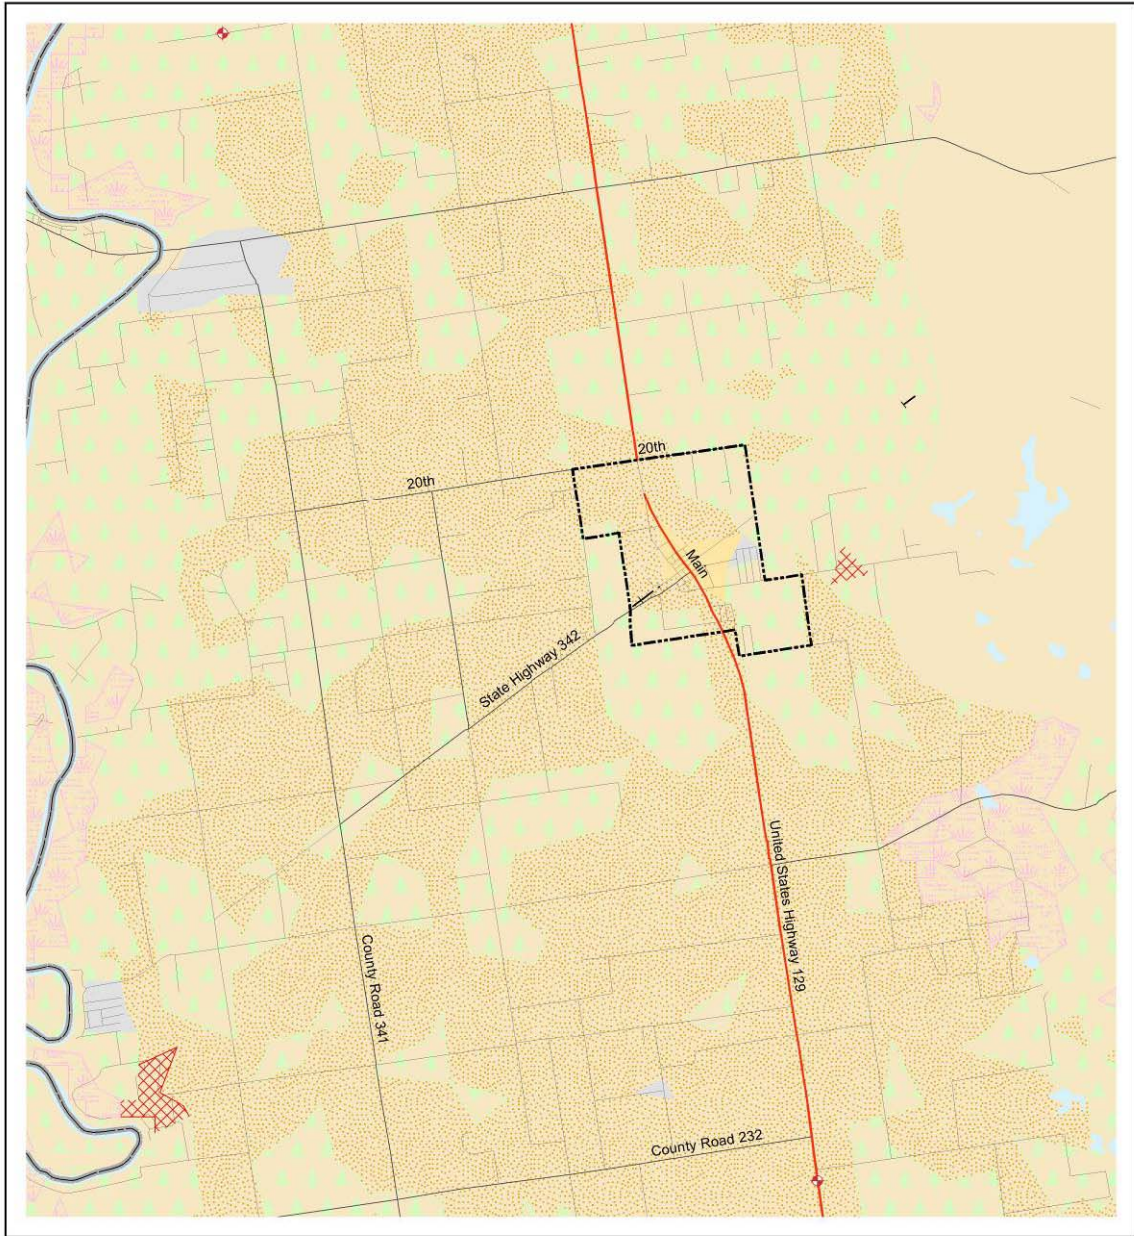 20th
20th
Main
State Highway 342
United States Highway 129
County Road 341
County Road 232